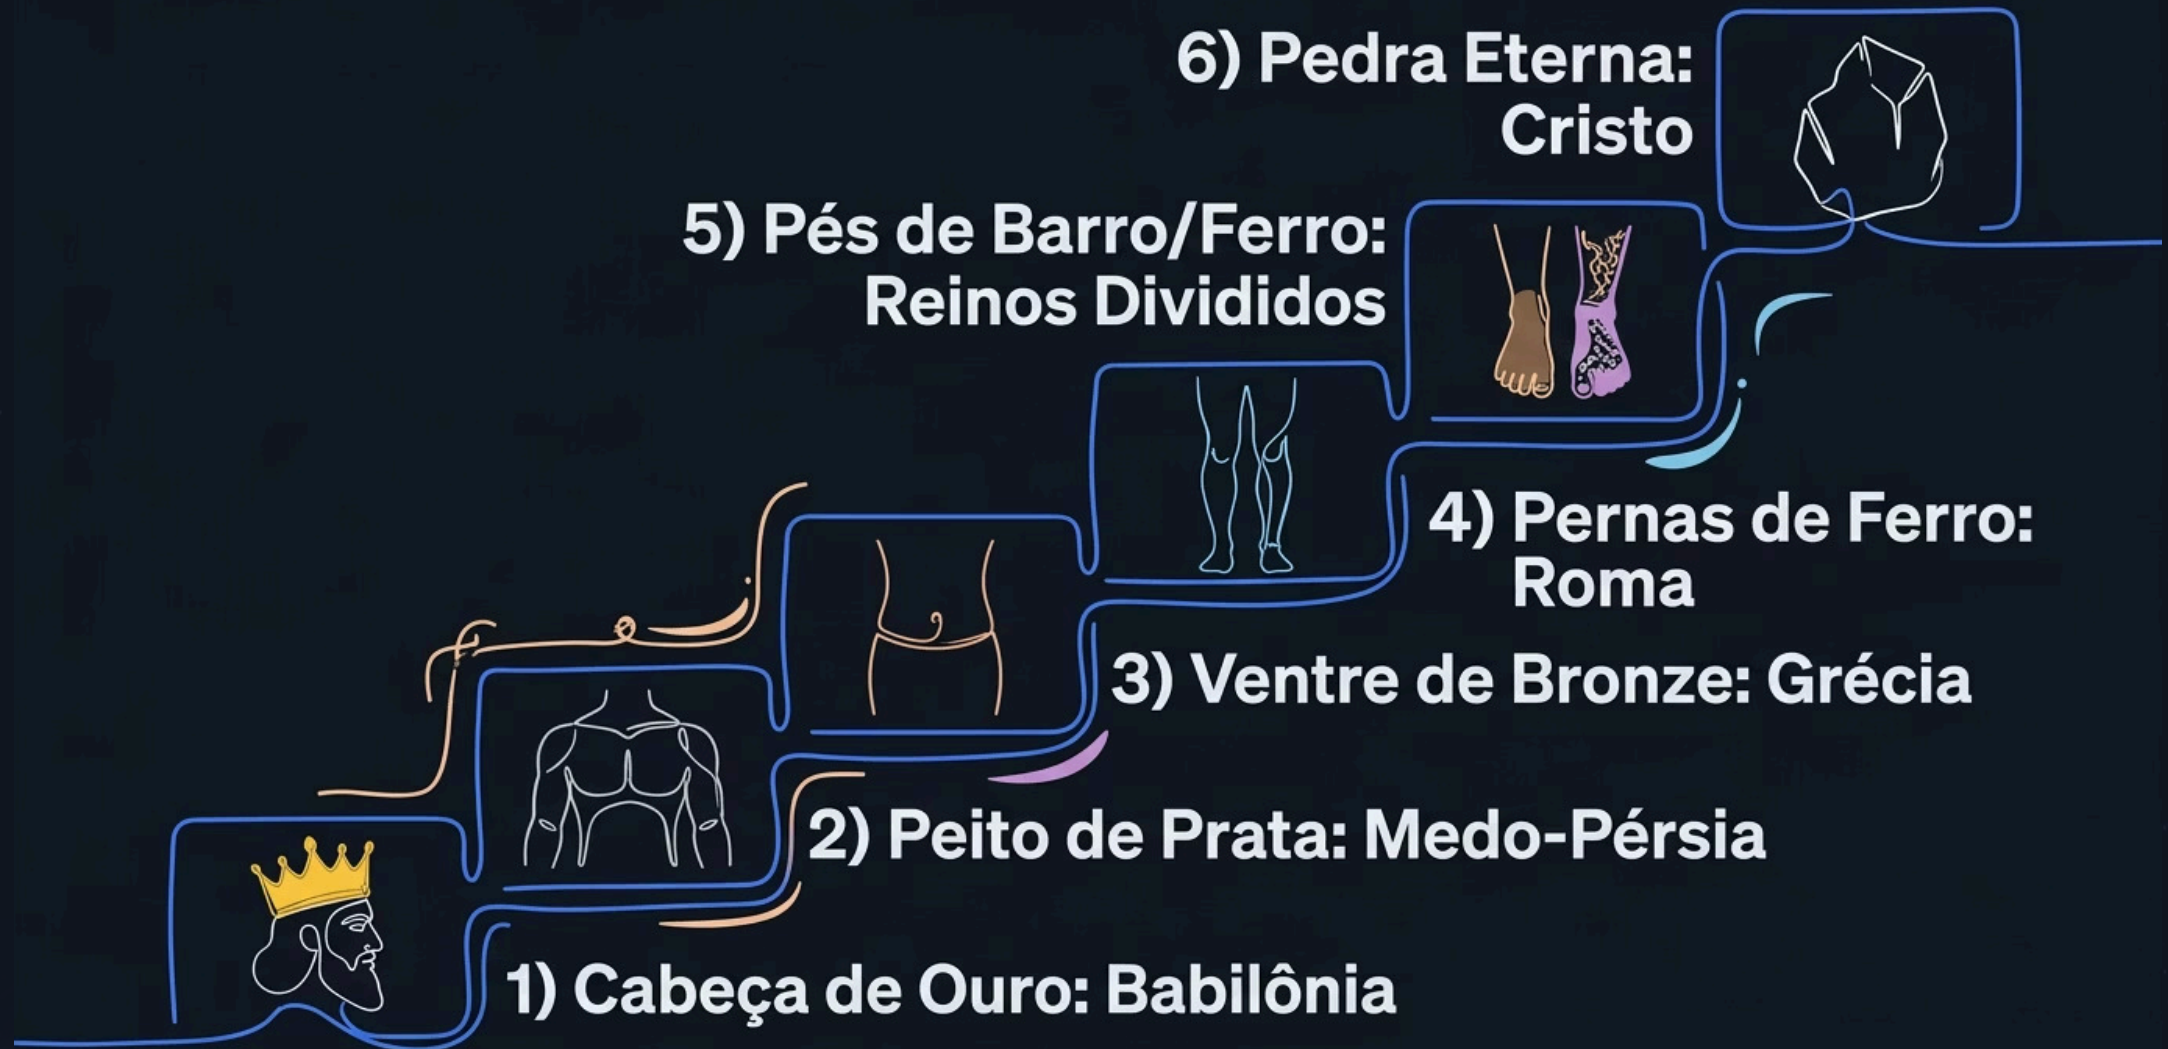 6) Pedra Eterna:
Cristo
5) Pés de Barro/Ferro:
Reinos Divididos
4) Pernas de Ferro:
Roma
3) Ventre de Bronze: Grécia
2) Peito de Prata: Medo-Pérsia
1) Cabeça de Ouro: Babilônia